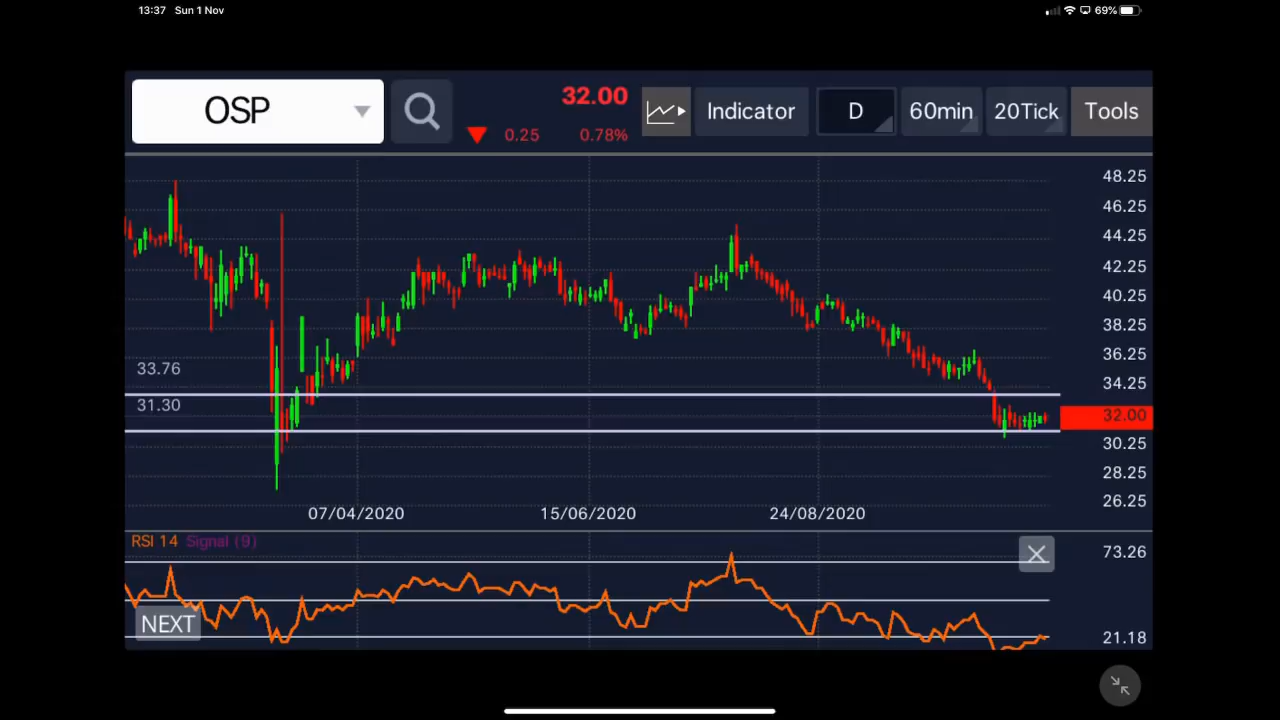 13:37 Sun 1 Nov
69%
OSP
32.00
0.25 0.78%
Indicator
D
60min
20Tick
Tools
48.25
46.25
44.25
42.25
40.25
38.25
36.25
34.25
32.00
30.25
28.25
26.25
33.76
31.30
07/04/2020 15/06/2020 24/08/2020
RSI 14 Signal (9)
73.26
NEXT
21.18